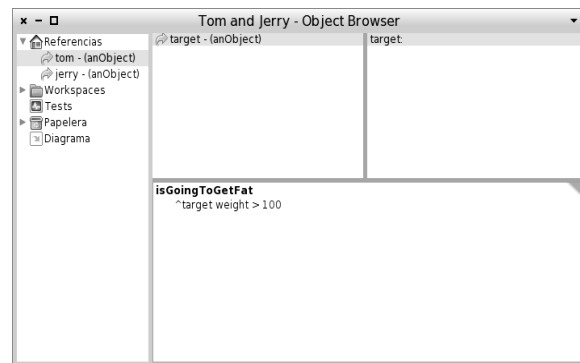 Tom and Jerry - Object Browser
Referencias
tom - (anObject)
jerry - (anObject)
Workspaces
Tests
Papelera
Diagrama
target - (anObject)
target:
isGoingToGetFat
^target weight > 100